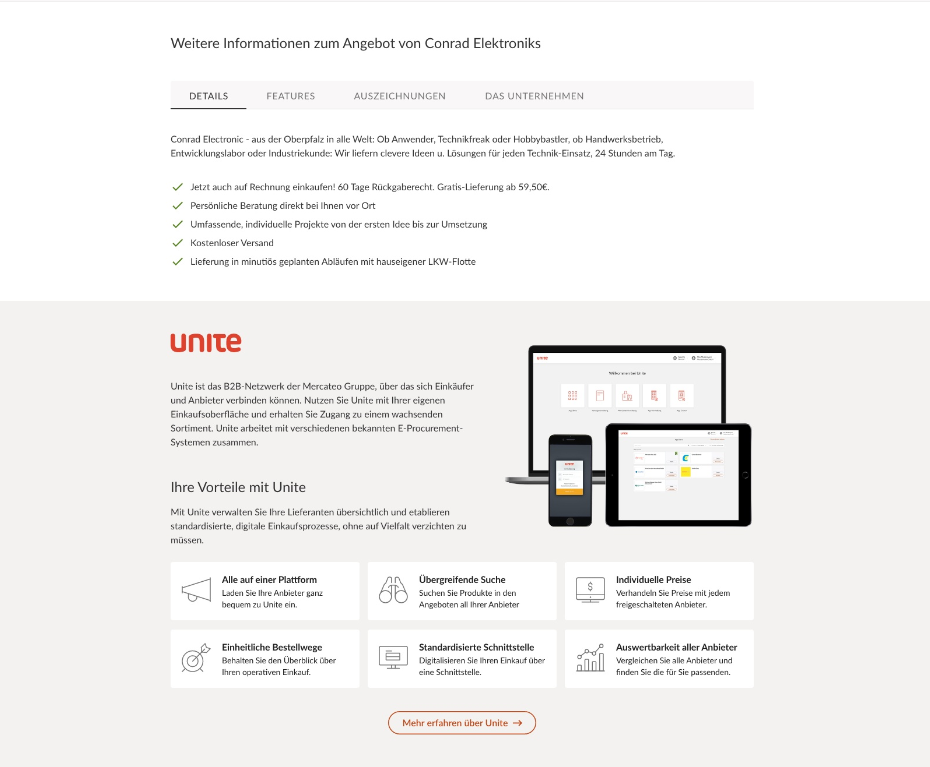 Weitere Informationen zum Angebot von Conrad Elektroniks
DETAILS FEATURES AUSZEICHNUNGEN DAS UNTERNEHMEN
Conrad Electronic - aus der Oberpfalz in alle Welt: Ob Anwender, Technikfreak oder Hobbybastler, ob Handwerksbetrieb,
Entwicklungslabor oder Industriekunde: Wir liefern clevere Ideen u. Lösungen für jeden Technik-Einsatz, 24 Stunden am Tag.
Jetzt auch auf Rechnung einkaufen! 60 Tage Rückgaberecht. Gratis-Lieferung ab 59,50€.
Persönliche Beratung direkt bei Ihnen vor Ort
Umfassende, individuelle Projekte von der ersten Idee bis zur Umsetzung
Kostenloser Versand
Lieferung in minutiös geplanten Abläufen mit hauseigener LKW-Flotte
unite
Unite ist das B2B-Netzwerk der Mercateo Gruppe, über das sich Einkäufer
und Anbieter verbinden können. Nutzen Sie Unite mit Ihrer eigenen
Einkaufsoberfläche und erhalten Sie Zugang zu einem wachsenden
Sortiment. Unite arbeitet mit verschiedenen bekannten E-Procurement-
Systemen zusammen.
unite
Willkommen bei Unite
Ihre Vorteile mit Unite
Mit Unite verwalten Sie Ihre Lieferanten übersichtlich und etablieren
standardisierte, digitale Einkaufsprozesse, ohne auf Vielfalt verzichten zu
müssen.
Alle auf einer Plattform
Laden Sie Ihre Anbieter ganz
bequem zu Unite ein.
Übergreifende Suche
Suchen Sie Produkte in den
Angeboten all Ihrer Anbieter
Individuelle Preise
Verhandeln Sie Preise mit jedem
freigeschalteten Anbieter.
Einheitliche Bestellwege
Behalten Sie den Überblick über
Ihren operativen Einkauf.
Standardisierte Schnittstelle
Digitalisieren Sie Ihren Einkauf über
eine Schnittstelle.
Auswertbarkeit aller Anbieter
Vergleichen Sie alle Anbieter und
finden Sie die für Sie passenden.
Mehr erfahren über Unite →